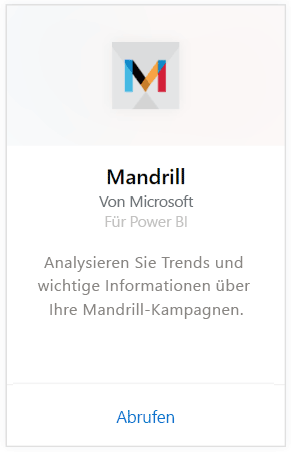 Mandrill
Von Microsoft
Für Power BI
Analysieren Sie Trends und
wichtige Informationen über
Ihre Mandrill-Kampagnen.
Abrufen